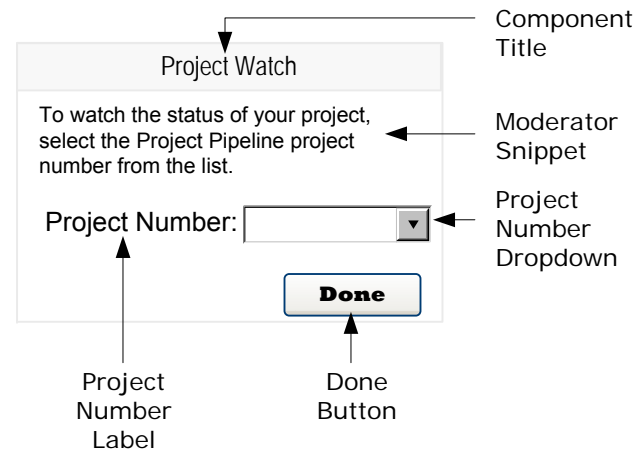 Component
Title
Project Watch
To watch the status of your project,
select the Project Pipeline project
number from the list.
Moderator
Snippet
Project Number:
Project
Number
Dropdown
Done
Project
Number
Label
Done
Button